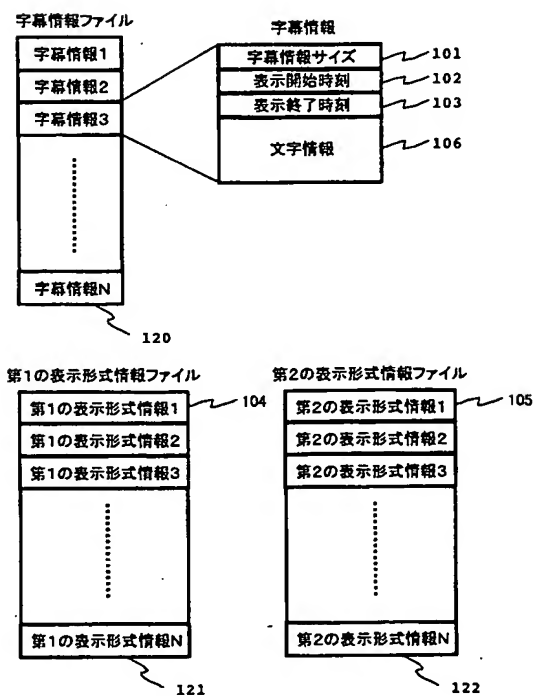 字幕情報ファイル
字幕情報1
字幕情報2
字幕情報3
字幕情報N
120
字幕情報
字幕情報サイズ
101
表示開始時刻
102
表示終了時刻
103
文字情報
106
第1の表示形式情報ファイル
第1の表示形式情報1
104
第1の表示形式情報2
第1の表示形式情報3
第1の表示形式情報N
121
第2の表示形式情報ファイル
第2の表示形式情報1
105
第2の表示形式情報2
第2の表示形式情報3
第2の表示形式情報N
122